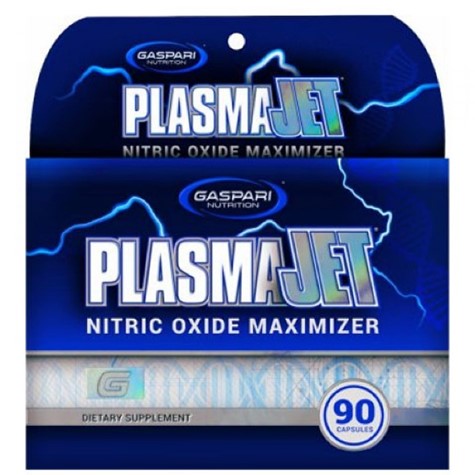 GASPARI
NUTRITION
PLASMAJET
NITRIC OXIDE MAXIMIZER
GASPARI
NUTRITION
PLASMAJET
NITRIC OXIDE MAXIMIZER
G
DIETARY SUPPLEMENT
90
CAPSULES